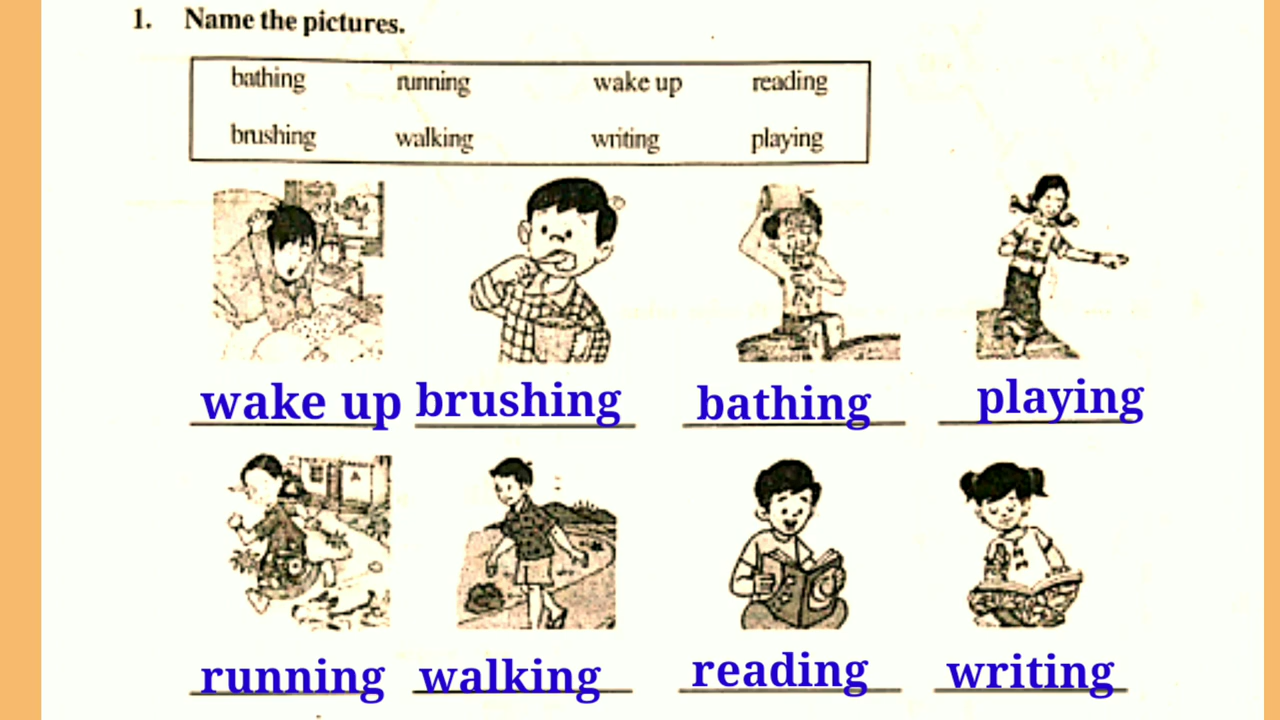 1. Name the pictures.
bathing running wake up reading
brushing walking writing playing
wake up brushing bathing playing
running walking reading writing